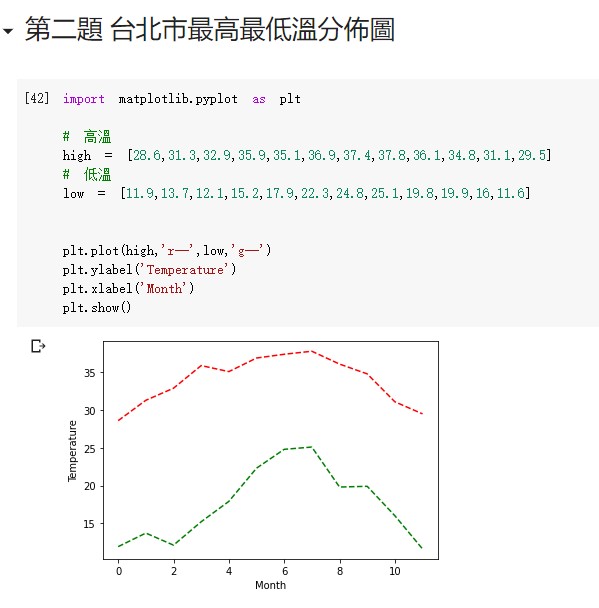 第二題 台北市最高最低溫分佈圖
[42] import matplotlib.pyplot as plt
# 高溫
high = [28.6,31.3,32.9,35.9,35.1,36.9,37.4,37.8,36.1,34.8,31.1,29.5]
# 低溫
low = [11.9,13.7,12.1,15.2,17.9,22.3,24.8,25.1,19.8,19.9,16,11.6]
plt.plot(high,'r--',low,'g--')
plt.ylabel('Temperature')
plt.xlabel('Month')
plt.show()
35
30
25
20
15
Temperature
0 2 4 6 8 10
Month